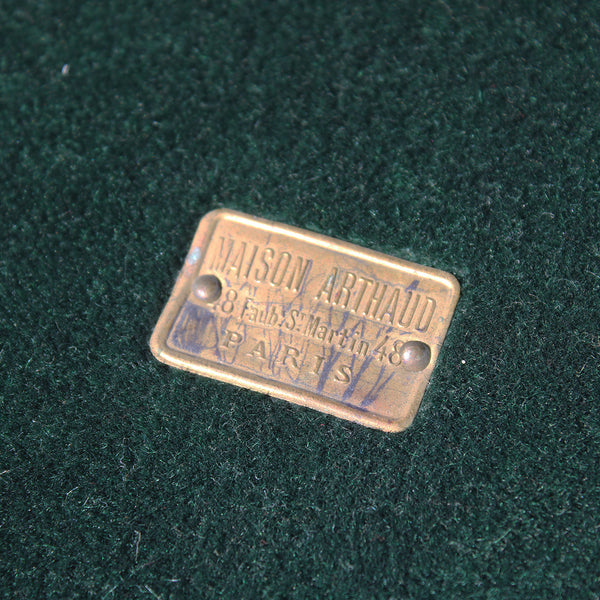 MAISON ARTHAUD
48 Faub. St. Martin 48
PARIS